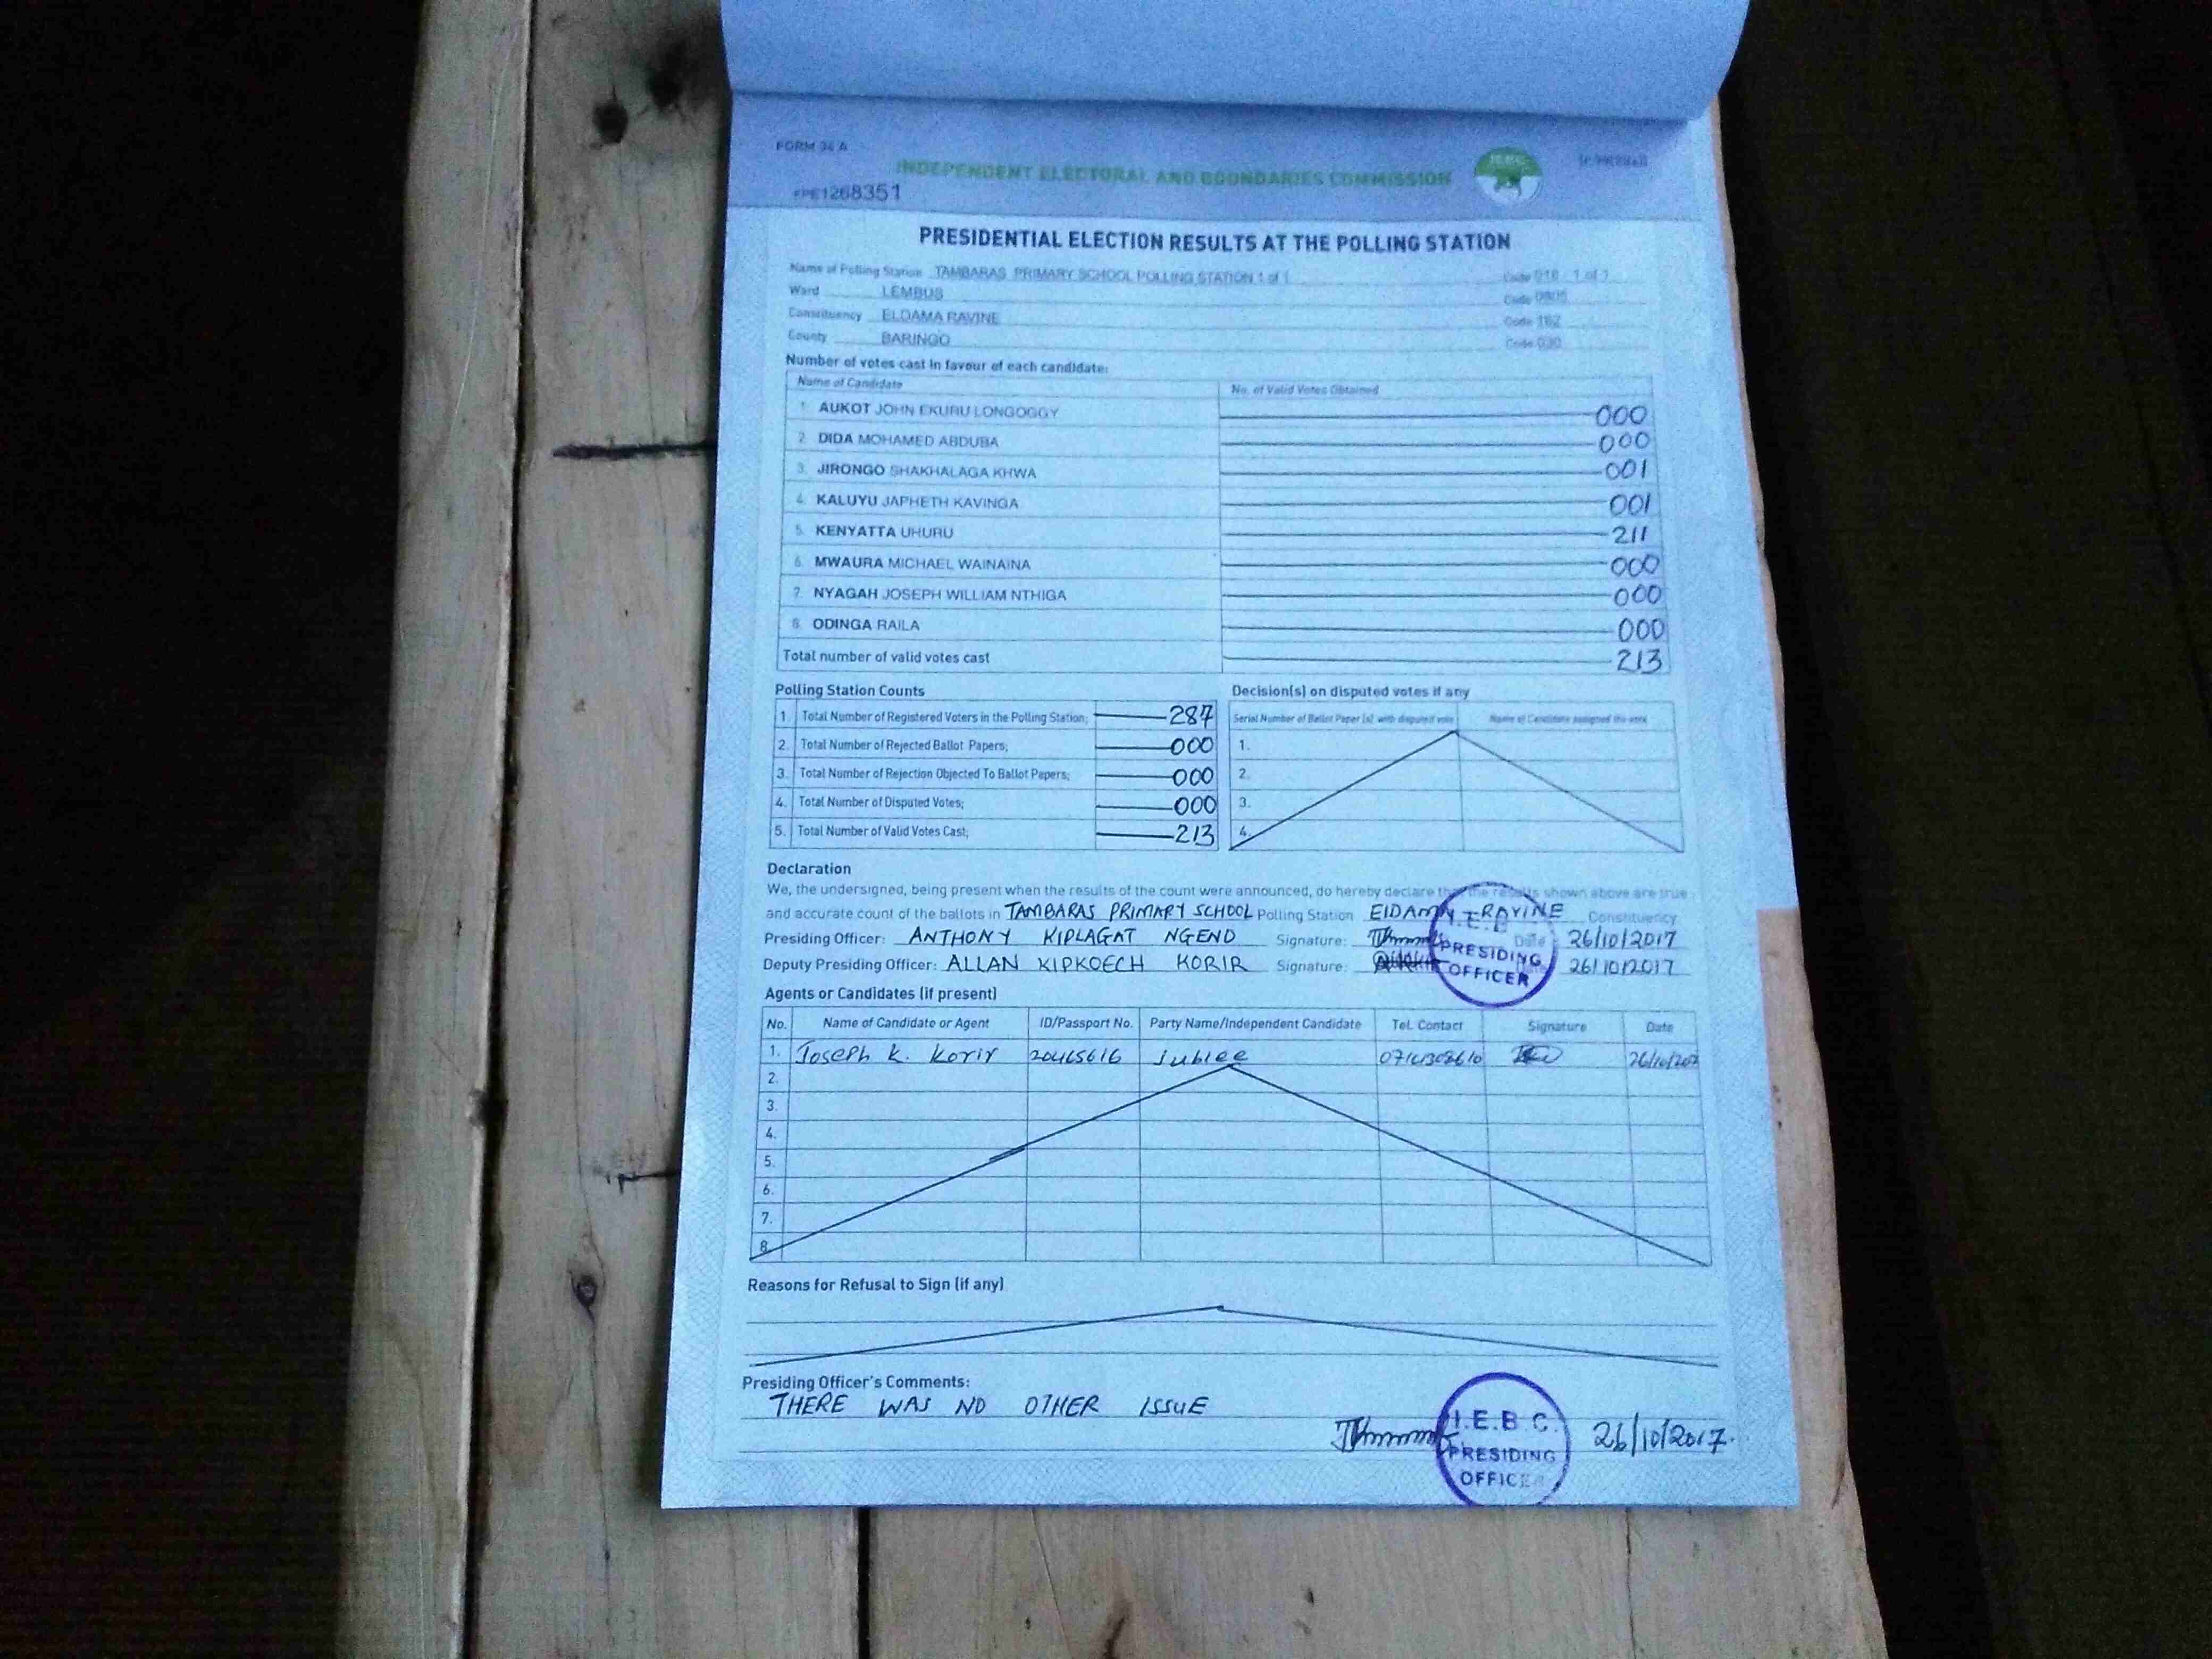 FORM 34 A
INDEPENDENT ELECTORAL AND BOUNDARIES COMMISSION
PE1268351
PRESIDENTIAL ELECTION RESULTS AT THE POLLING STATION
Name of Polling Station TAMBARAS PRIMARY SCHOOL POLLING STATION 1 of 1 Code 018 1 of 1
Ward LEMBUS Code
Constituency ELDAMA RAVINE Code 162
County BARINGO Code 030
Number of votes cast in favour of each candidate:
Name of Candidate No. of Valid Votes Obtained
1. AUKOT JOHN EKURU LONGOGGY 000
2. DIDA MOHAMED ABDUBA 000
3. JIRONGO SHAKHALAGA KHWA 001
4. KALUYU JAPHETH KAVINGA 001
5. KENYATTA UHURU 211
6. MWAURA MICHAEL WAINAINA 000
7. NYAGAH JOSEPH WILLIAM NTHIGA 000
8. ODINGA RAILA 000
Total number of valid votes cast 213
Polling Station Counts
1. Total Number of Registered Voters in the Polling Station; 287
2. Total Number of Rejected Ballot Papers; 000
3. Total Number of Rejection Objected To Ballot Papers; 000
4. Total Number of Disputed Votes; 000
5. Total Number of Valid Votes Cast; 213
Decision(s) on disputed votes if any
Serial Number of Ballot Paper (s) with disputed vote Name of Candidate assigned the vote
1.
2.
3.
4.
Declaration
We, the undersigned, being present when the results of the count were announced, do hereby declare that the results shown above are true
and accurate count of the ballots in TAMBARAS PRIMARY SCHOOL Polling Station ElDAMA RAVINE Constituency
Presiding Officer: ANTHONY KIPLAGAT NGEND Signature: Date : 26/10/2017
Deputy Presiding Officer: ALLAN KIPKOECH KORIR Signature: 26/10/2017
PRESIDING
OFFICER
Agents or Candidates (if present)
No. Name of Candidate or Agent ID/Passport No. Party Name/Independent Candidate Tel. Contact Signature Date
1. Joseph K. Korir 20465616 Jublee 26/10/201
2.
3.
4.
5.
6.
7.
8.
Reasons for Refusal to Sign (if any)
Presiding Officer's Comments:
THERE WAS NO OTHER ISSUE
I.E.B.C.
PRESIDING
OFFICER
26/10/2017.